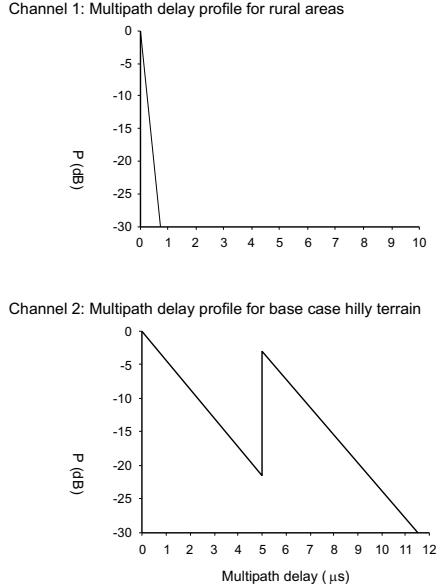 Channel 1: Multipath delay profile for rural areas
0
-5
-10
-15
-20
-25
-30
P (dB)
0 1 2 3 4 5 6 7 8 9 10
Channel 2: Multipath delay profile for base case hilly terrain
0
-5
-10
-15
-20
-25
-30
P (dB)
0 1 2 3 4 5 6 7 8 9 10 11 12
Multipath delay ( μs)